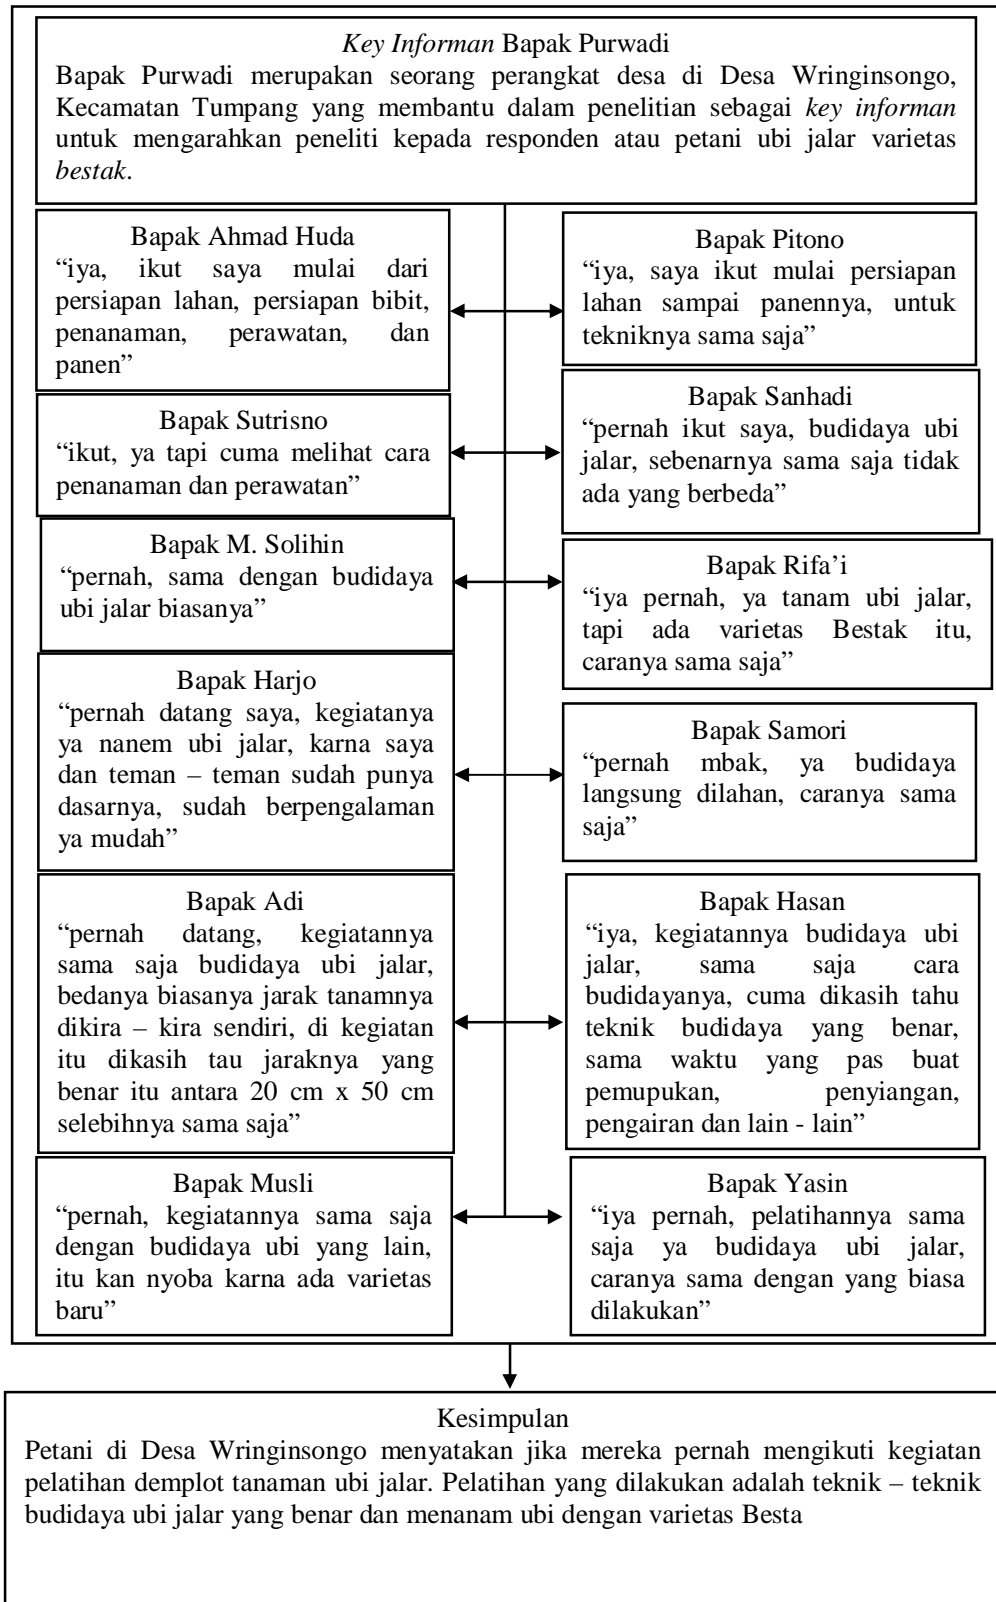 Key Informan Bapak Purwadi
Bapak Purwadi merupakan seorang perangkat desa di Desa Wringinsongo,
Kecamatan Tumpang yang membantu dalam penelitian sebagai key informan
untuk mengarahkan peneliti kepada responden atau petani ubi jalar varietas
bestak.
Bapak Ahmad Huda
“iya, ikut saya mulai dari
persiapan lahan, persiapan bibit,
penanaman, perawatan, dan
panen”
Bapak Pitono
“iya, saya ikut mulai persiapan
lahan sampai panennya, untuk
tekniknya sama saja”
Bapak Sutrisno
“ikut, ya tapi cuma melihat cara
penanaman dan perawatan”
Bapak Sanhadi
“pernah ikut saya, budidaya ubi
jalar, sebenarnya sama saja tidak
ada yang berbeda”
Bapak M. Solihin
“pernah, sama dengan budidaya
ubi jalar biasanya”
Bapak Rifa’i
“iya pernah, ya tanam ubi jalar,
tapi ada varietas Bestak itu,
caranya sama saja”
Bapak Harjo
“pernah datang saya, kegiatanya
ya nanem ubi jalar, karna saya
dan teman – teman sudah punya
dasarnya, sudah berpengalaman
ya mudah”
Bapak Samori
“pernah mbak, ya budidaya
langsung dilahan, caranya sama
saja”
Bapak Adi
“pernah datang, kegiatannya
sama saja budidaya ubi jalar,
bedanya biasanya jarak tanamnya
dikira – kira sendiri, di kegiatan
itu dikasih tau jaraknya yang
benar itu antara 20 cm x 50 cm
selebihnya sama saja”
Bapak Hasan
“iya, kegiatannya budidaya ubi
jalar, sama saja cara
budidayanya, cuma dikasih tahu
teknik budidaya yang benar,
sama waktu yang pas buat
pemupukan, penyiangan,
pengairan dan lain - lain”
Bapak Musli
“pernah, kegiatannya sama saja
dengan budidaya ubi yang lain,
itu kan nyoba karna ada varietas
baru”
Bapak Yasin
“iya pernah, pelatihannya sama
saja ya budidaya ubi jalar,
caranya sama dengan yang biasa
dilakukan”
Kesimpulan
Petani di Desa Wringinsongo menyatakan jika mereka pernah mengikuti kegiatan
pelatihan demplot tanaman ubi jalar. Pelatihan yang dilakukan adalah teknik – teknik
budidaya ubi jalar yang benar dan menanam ubi dengan varietas Besta